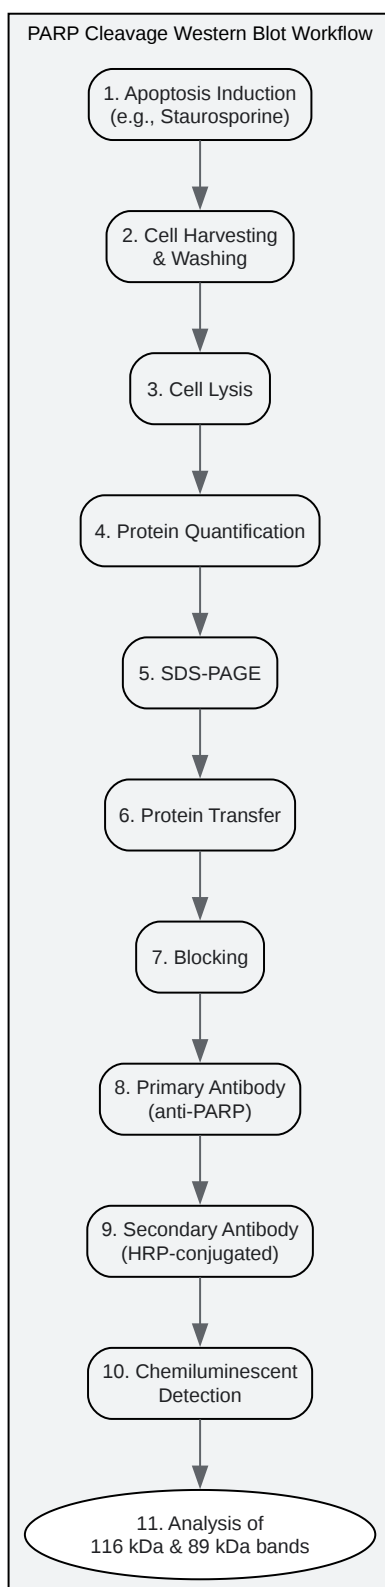 PARP Cleavage Western Blot Workflow
1. Apoptosis Induction
(e.g., Staurosporine)
2. Cell Harvesting
& Washing
3. Cell Lysis
4. Protein Quantification
5. SDS-PAGE
6. Protein Transfer
7. Blocking
8. Primary Antibody
(anti-PARP)
9. Secondary Antibody
(HRP-conjugated)
10. Chemiluminescent
Detection
11. Analysis of
116 kDa & 89 kDa bands